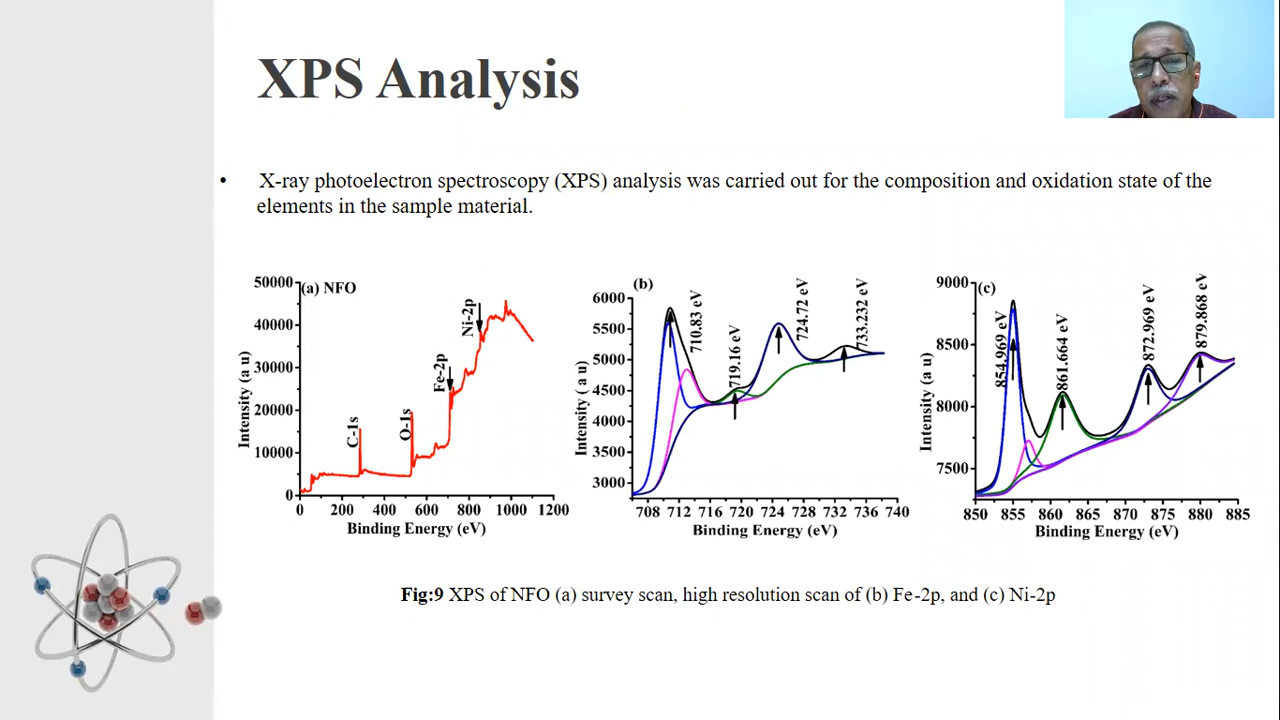 XPS Analysis
• X-ray photoelectron spectroscopy (XPS) analysis was carried out for the composition and oxidation state of the
elements in the sample material.
(a) NFO
50000
40000
30000
20000
10000
0
Intensity (a u)
C-1s
O-1s
Fe-2p
Ni-2p
0 200 400 600 800 1000 1200
Binding Energy (eV)
(b)
6000
5500
5000
4500
4000
3500
3000
Intensity ( a u)
710.83 eV
719.16 eV
724.72 eV
733.232 eV
708 712 716 720 724 728 732 736 740
Binding Energy (eV)
(c)
9000
8500
8000
7500
Intensity (a u)
854.969 eV
861.664 eV
872.969 eV
879.868 eV
850 855 860 865 870 875 880 885
Binding Energy (eV)
Fig:9 XPS of NFO (a) survey scan, high resolution scan of (b) Fe-2p, and (c) Ni-2p